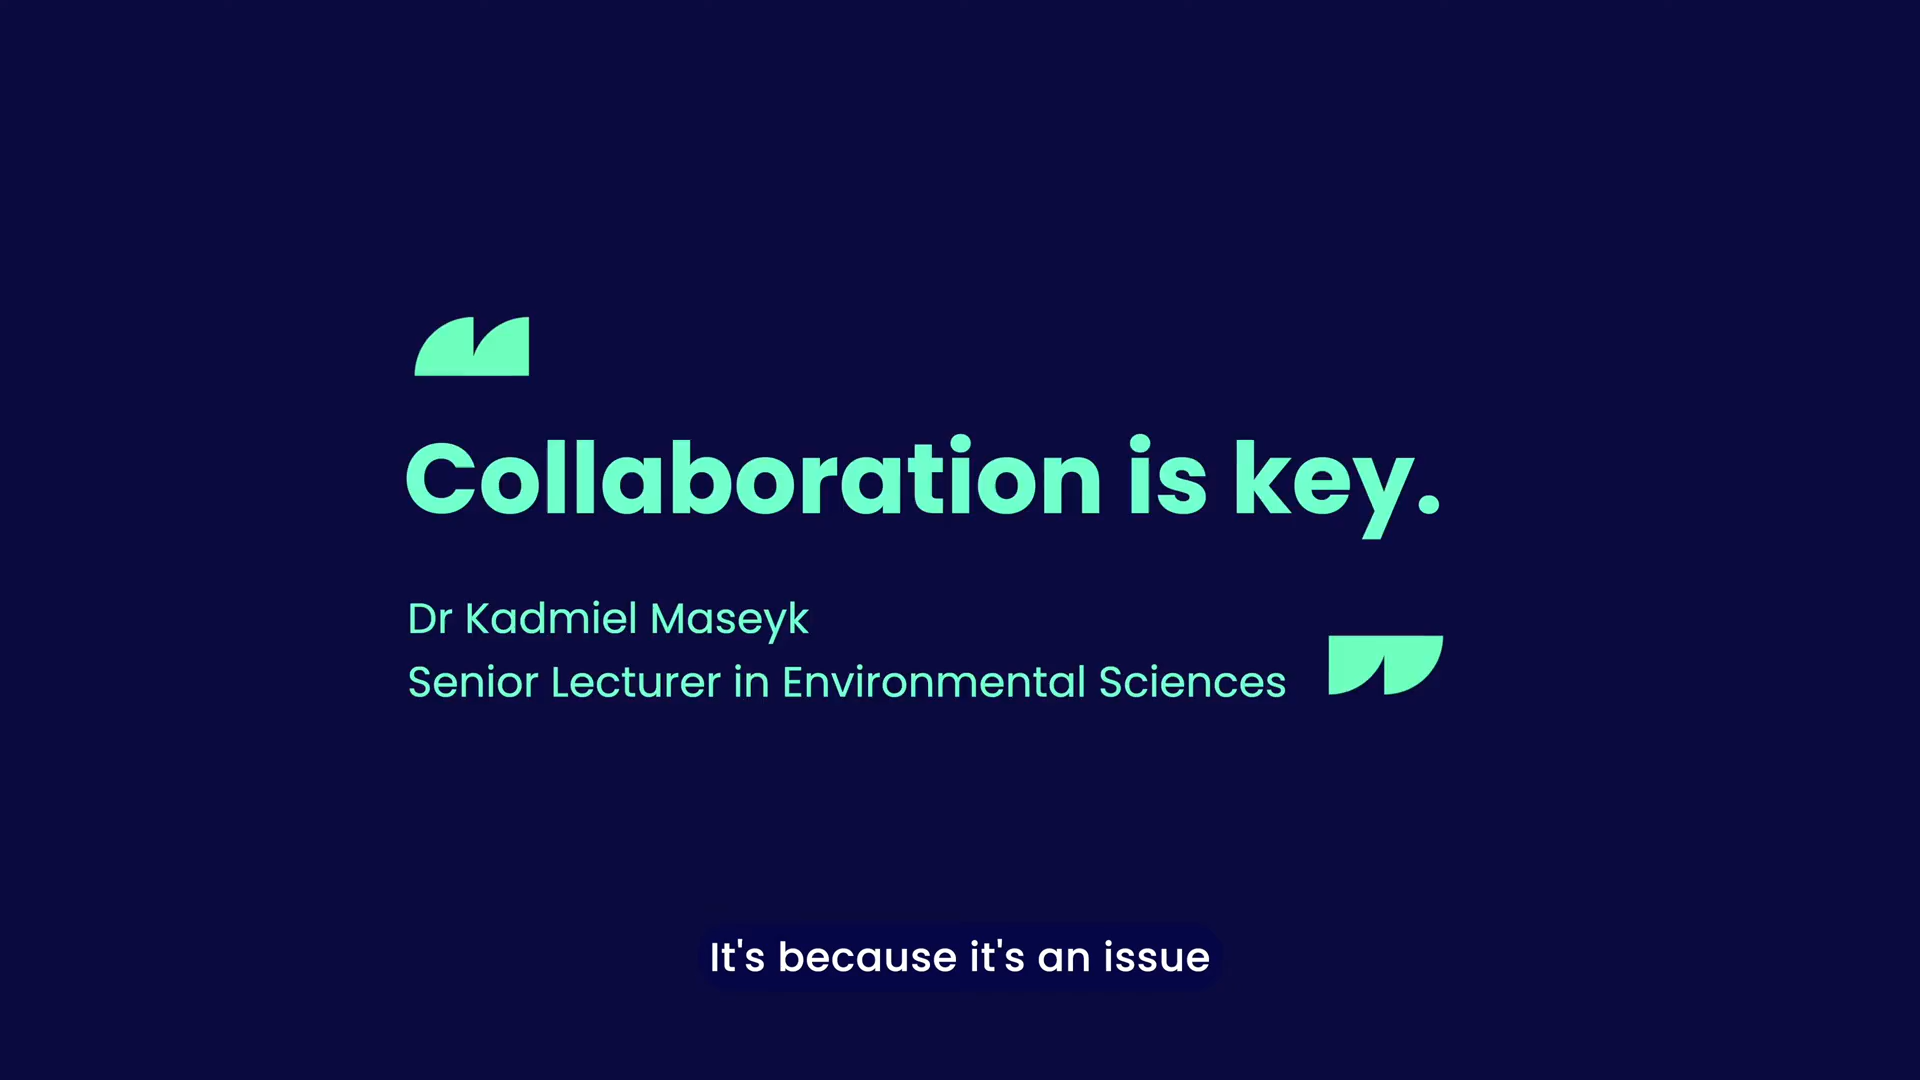 Collaboration is key.
Dr Kadmiel Maseyk
Senior Lecturer in Environmental Sciences
It's because it's an issue